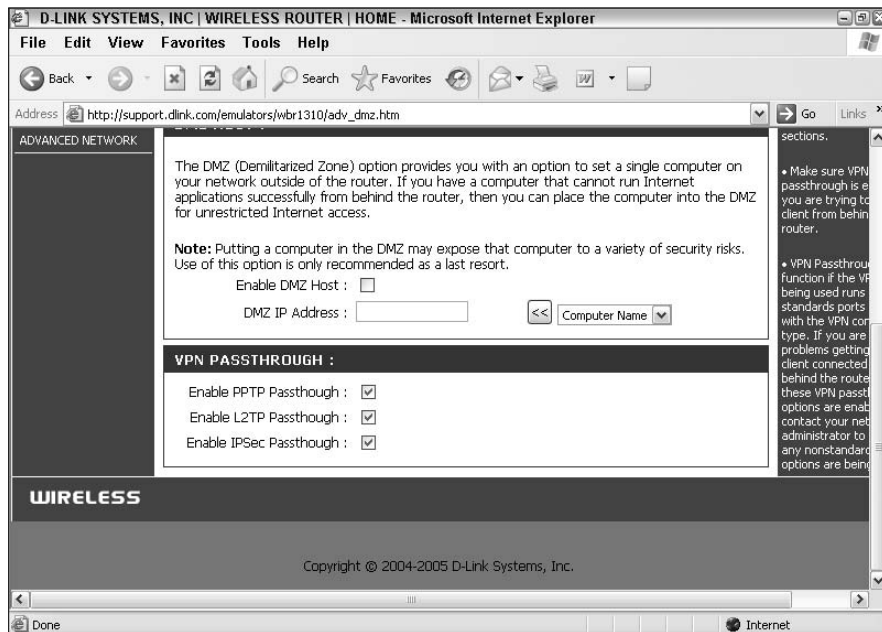 D-LINK SYSTEMS, INC | WIRELESS ROUTER | HOME - Microsoft Internet Explorer
File Edit View Favorites Tools Help
Back Search Favorites
Address http://support.dlink.com/emulators/wbr1310/adv_dmz.htm Go Links
ADVANCED NETWORK
The DMZ (Demilitarized Zone) option provides you with an option to set a single computer on
your network outside of the router. If you have a computer that cannot run Internet
applications successfully from behind the router, then you can place the computer into the DMZ
for unrestricted Internet access.
Note: Putting a computer in the DMZ may expose that computer to a variety of security risks.
Use of this option is only recommended as a last resort.
Enable DMZ Host :
DMZ IP Address : << Computer Name
VPN PASSTHROUGH :
Enable PPTP Passthough :
Enable L2TP Passthough :
Enable IPSec Passthough :
sections.
• Make sure VPN
passthrough is e
you are trying to
client from behin
router.
• VPN Passthrou
function if the VP
being used runs
standards ports
with the VPN con
type. If you are
problems getting
client connected
behind the route
these VPN passt
options are enab
contact your net
administrator to
any nonstandard
options are being
WIRELESS
Copyright © 2004-2005 D-Link Systems, Inc.
Done Internet